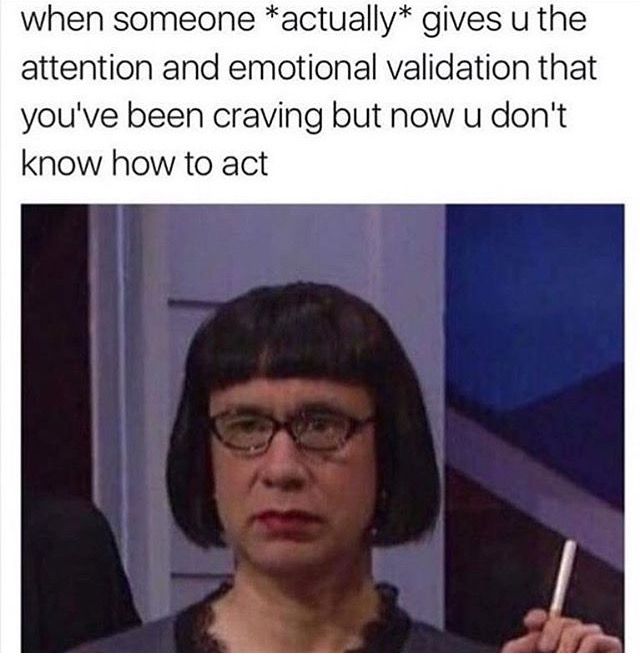 when someone *actually* gives u the
attention and emotional validation that
you've been craving but now u don't
know how to act